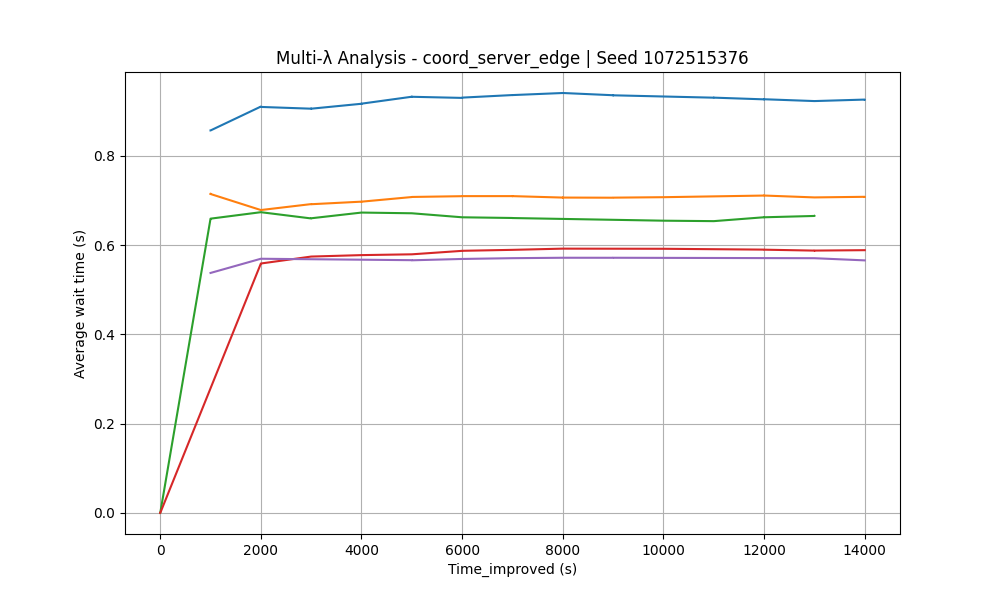 Multi-λ Analysis - coord_server_edge | Seed 1072515376
Average wait time (s)
0.8
0.6
0.4
0.2
0.0
0 2000 4000 6000 8000 10000 12000 14000
Time_improved (s)